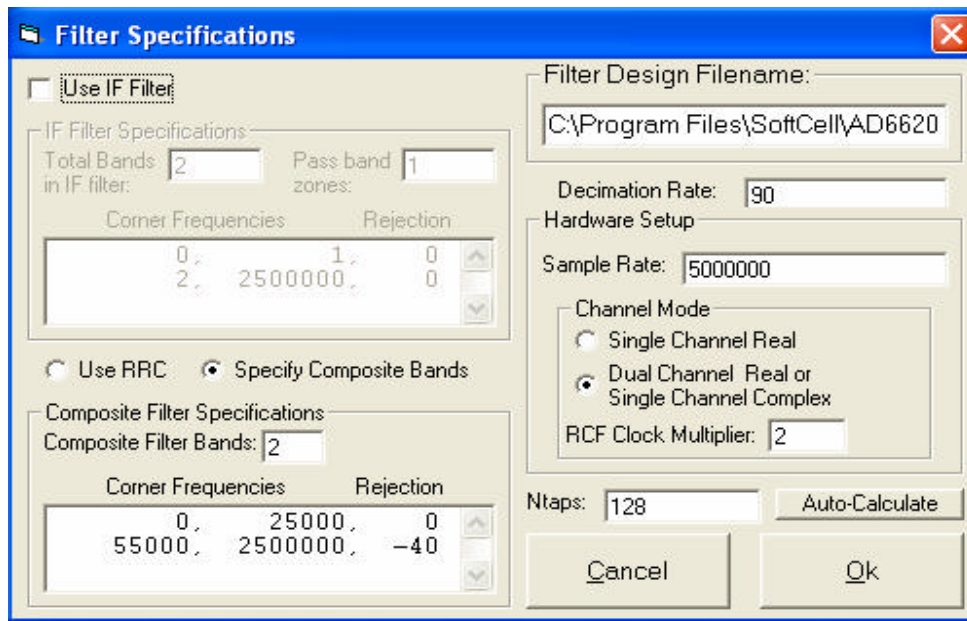 Filter Specifications
Use IF Filter
IF Filter Specifications
Total Bands in IF filter: 2
Pass band zones: 1
Corner Frequencies Rejection
0, 1, 0
2, 2500000, 0
Use RRC
Specify Composite Bands
Composite Filter Specifications
Composite Filter Bands: 2
Corner Frequencies Rejection
0, 25000, 0
55000, 2500000, -40
Filter Design Filename:
C:\Program Files\SoftCell\AD6620
Decimation Rate: 90
Hardware Setup
Sample Rate: 5000000
Channel Mode
Single Channel Real
Dual Channel Real or
Single Channel Complex
RCF Clock Multiplier: 2
Ntaps: 128
Auto-Calculate
Cancel
Ok